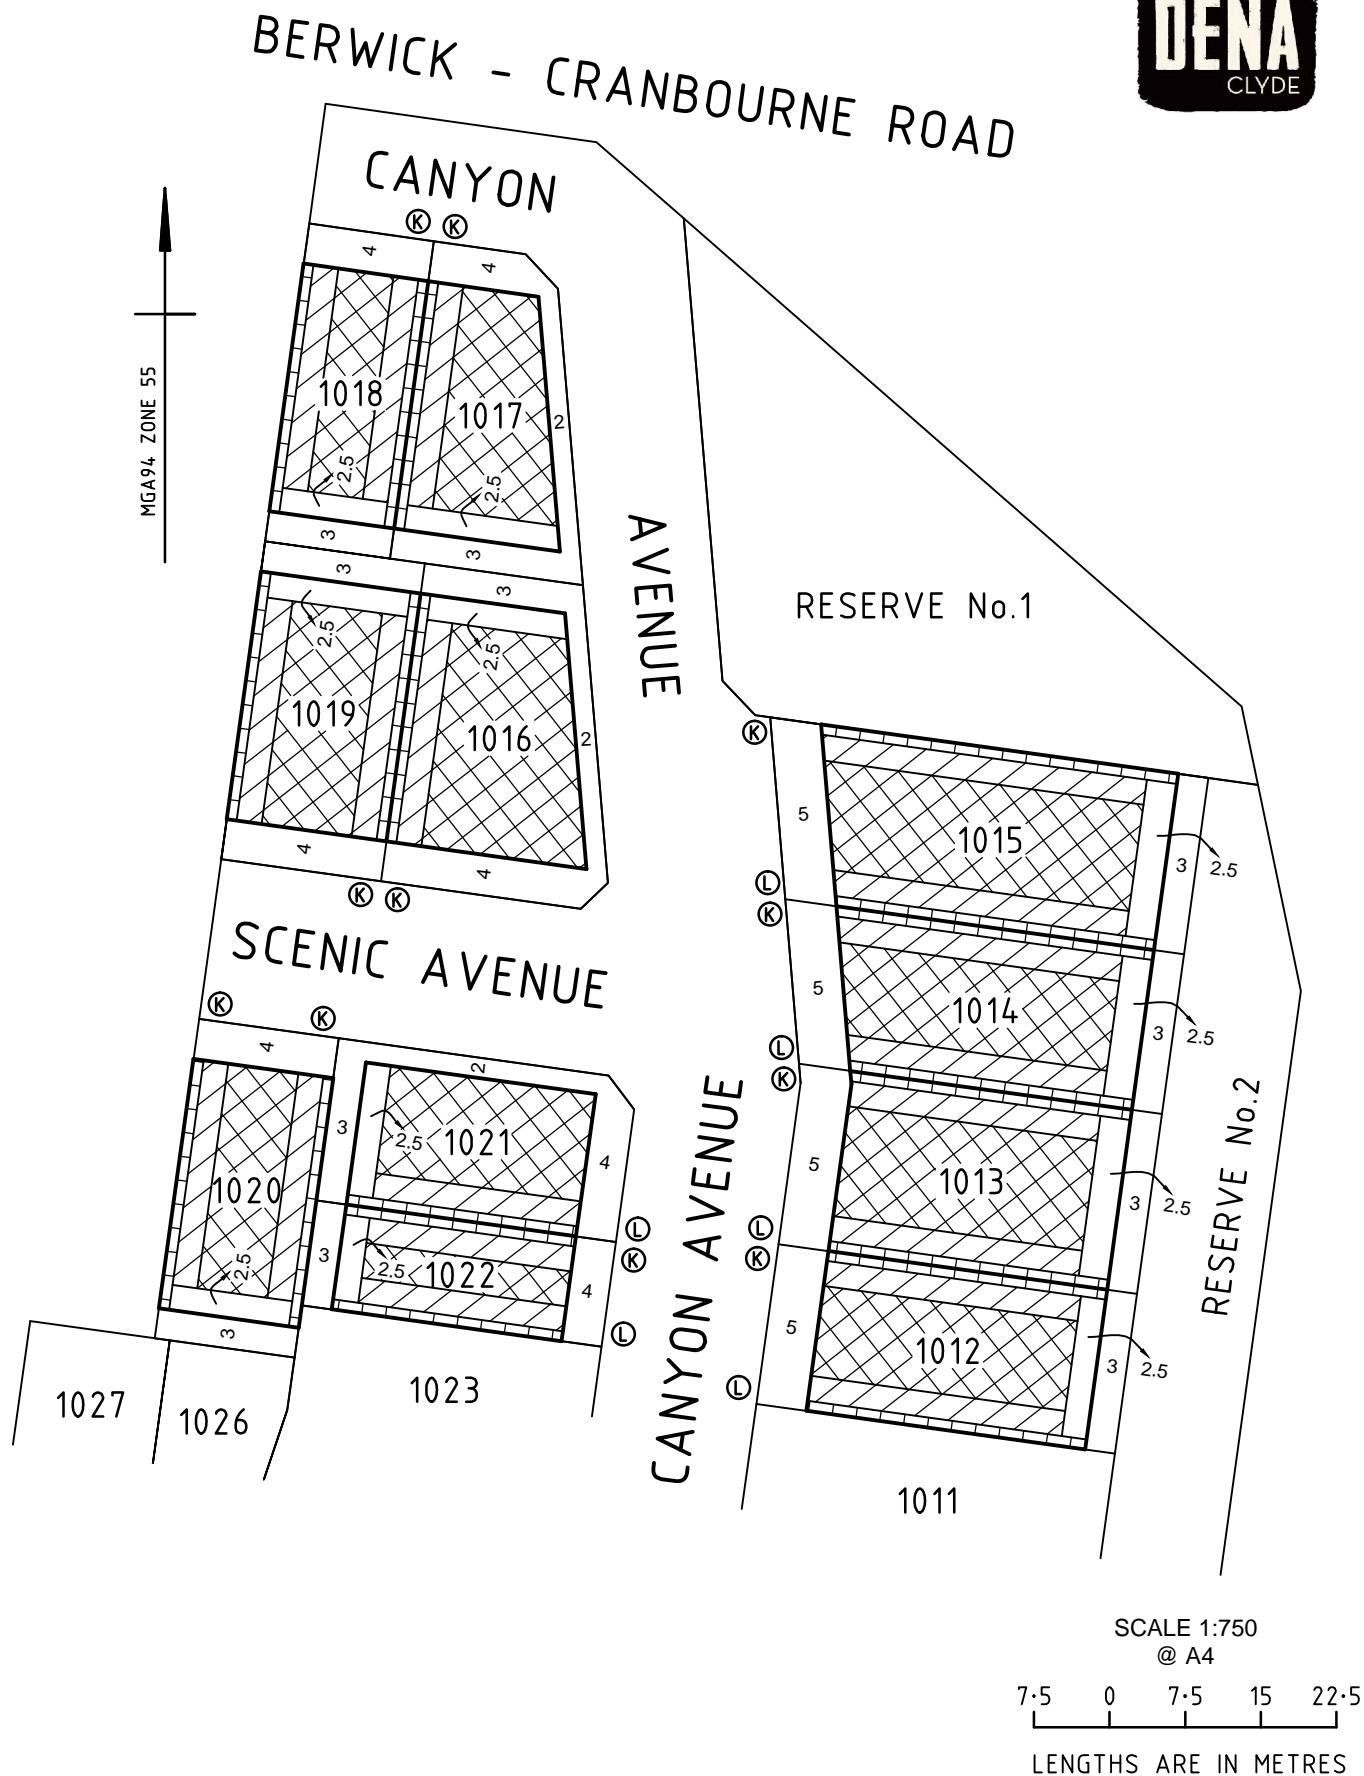 DENA
CLYDE
BERWICK - CRANBOURNE ROAD
CANYON
K K
4
4
MGA94 ZONE 55
1018
1017
2
2.5
2.5
3
3
AVENUE
3
3
2.5
2.5
RESERVE No.1
1019
1016
2
4
4
K K
K
5
1015
3
2.5
L
K
SCENIC AVENUE
K
K
5
1014
3
2.5
L
K
4
2
3
2.5
1021
4
1020
2.5
3
L
K
3
2.5
1022
4
L
CANYON AVENUE
5
1013
3
2.5
L
K
5
1012
3
2.5
L
RESERVE No.2
1027
1026
1023
1011
SCALE 1:750
@ A4
7·5 0 7·5 15 22·5
LENGTHS ARE IN METRES